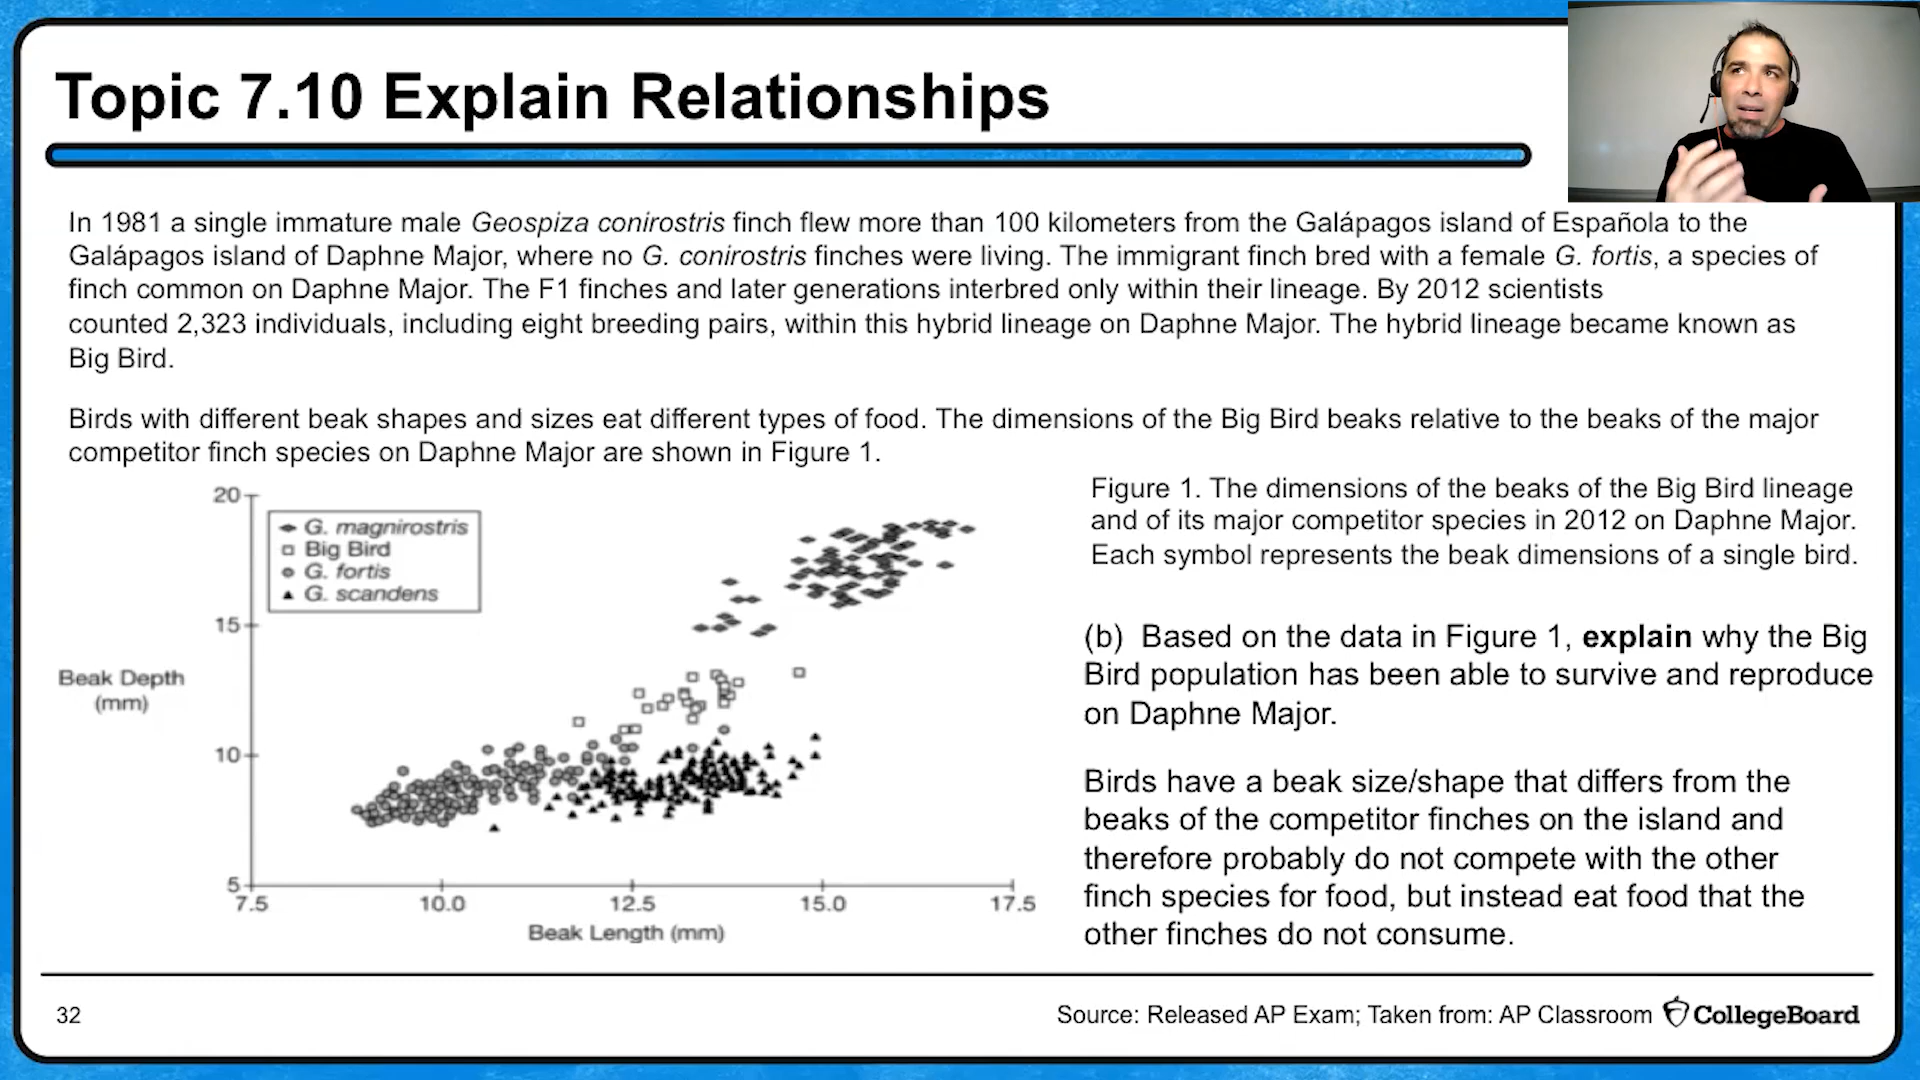 Topic 7.10 Explain Relationships
In 1981 a single immature male Geospiza conirostris finch flew more than 100 kilometers from the Galápagos island of Española to the
Galápagos island of Daphne Major, where no G. conirostris finches were living. The immigrant finch bred with a female G. fortis, a species of
finch common on Daphne Major. The F1 finches and later generations interbred only within their lineage. By 2012 scientists
counted 2,323 individuals, including eight breeding pairs, within this hybrid lineage on Daphne Major. The hybrid lineage became known as
Big Bird.
Birds with different beak shapes and sizes eat different types of food. The dimensions of the Big Bird beaks relative to the beaks of the major
competitor finch species on Daphne Major are shown in Figure 1.
20
G. magnirostris
Big Bird
G. fortis
G. scandens
15
Beak Depth
(mm)
10
5
7.5 10.0 12.5 15.0 17.5
Beak Length (mm)
Figure 1. The dimensions of the beaks of the Big Bird lineage
and of its major competitor species in 2012 on Daphne Major.
Each symbol represents the beak dimensions of a single bird.
(b) Based on the data in Figure 1, explain why the Big
Bird population has been able to survive and reproduce
on Daphne Major.
Birds have a beak size/shape that differs from the
beaks of the competitor finches on the island and
therefore probably do not compete with the other
finch species for food, but instead eat food that the
other finches do not consume.
32
Source: Released AP Exam; Taken from: AP Classroom
CollegeBoard